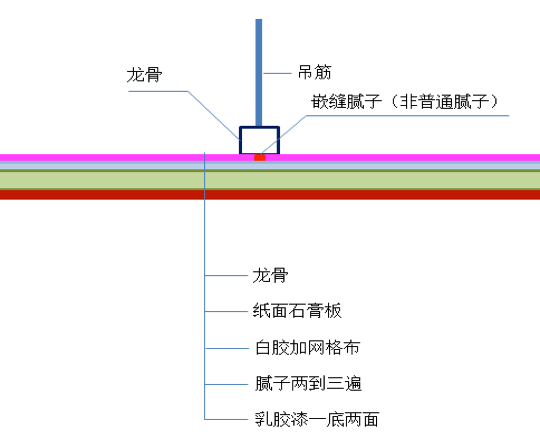 吊筋
龙骨
嵌缝腻子（非普通腻子）
龙骨
纸面石膏板
白胶加网格布
腻子两到三遍
乳胶漆一底两面